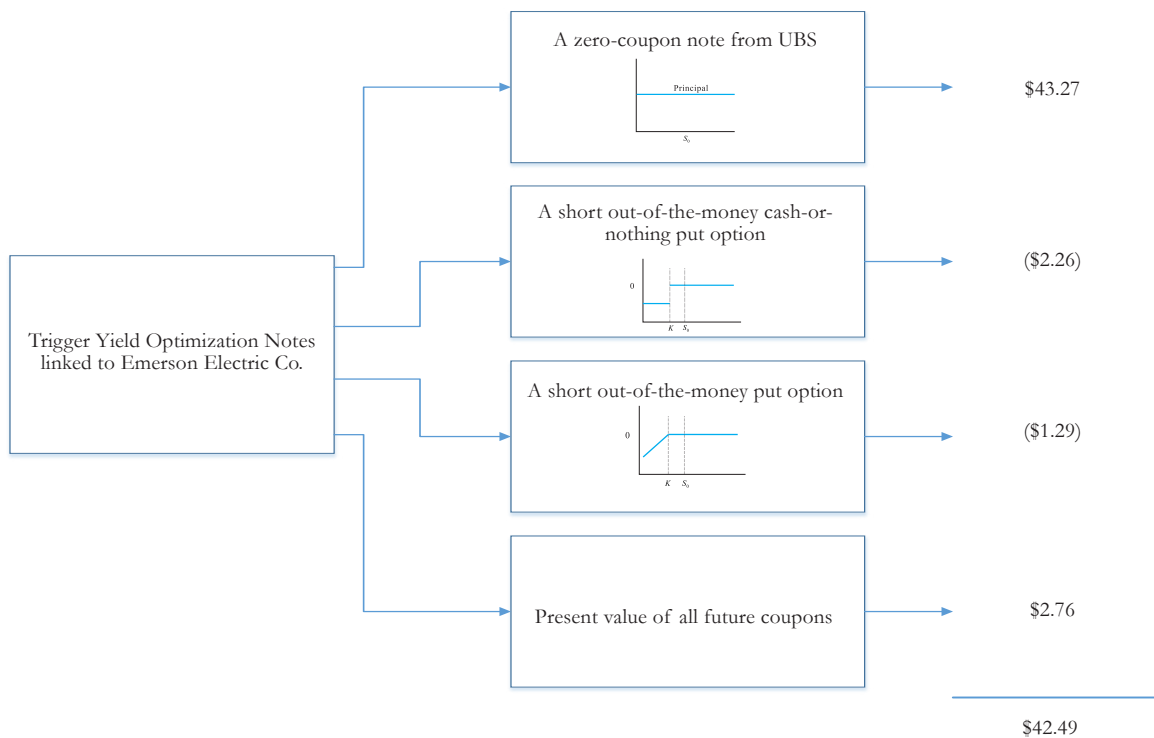 A zero-coupon note from UBS
Principal
S0
$43.27
A short out-of-the-money cash-or-
nothing put option
0
K S0
($2.26)
Trigger Yield Optimization Notes
linked to Emerson Electric Co.
A short out-of-the-money put option
0
K S0
($1.29)
Present value of all future coupons
$2.76
$42.49